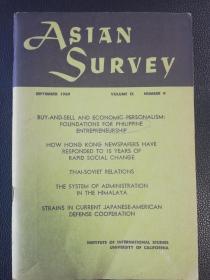 ASIAN
SURVEY
SEPTEMBER 1969 VOLUME IX NUMBER 9
BUY-AND-SELL AND ECONOMIC PERSONALISM:
FOUNDATIONS FOR PHILIPPINE
ENTREPRENEURSHIP
HOW HONG KONG NEWSPAPERS HAVE
RESPONDED TO 15 YEARS OF
RAPID SOCIAL CHANGE
THAI-SOVIET RELATIONS
THE SYSTEM OF ADMINISTRATION
IN THE HIMALAYA
STRAINS IN CURRENT JAPANESE-AMERICAN
DEFENSE COOPERATION
INSTITUTE OF INTERNATIONAL STUDIES
UNIVERSITY OF CALIFORNIA